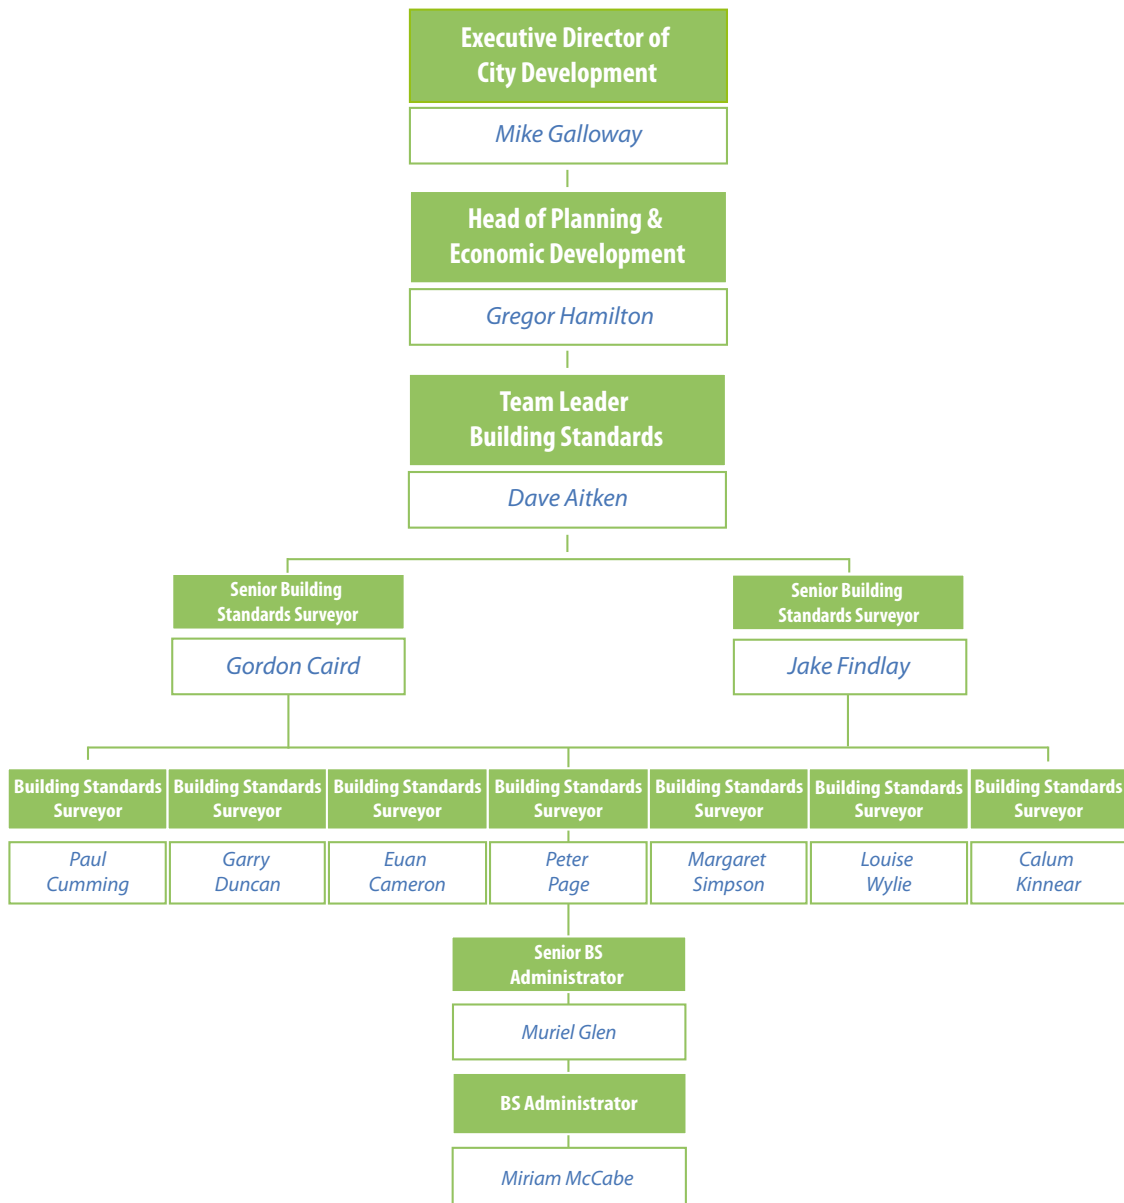 Executive Director of
City Development
Mike Galloway
Head of Planning &
Economic Development
Gregor Hamilton
Team Leader
Building Standards
Dave Aitken
Senior Building
Standards Surveyor
Gordon Caird
Senior Building
Standards Surveyor
Jake Findlay
Building Standards
Surveyor
Paul
Cumming
Building Standards
Surveyor
Garry
Duncan
Building Standards
Surveyor
Euan
Cameron
Building Standards
Surveyor
Peter
Page
Building Standards
Surveyor
Margaret
Simpson
Building Standards
Surveyor
Louise
Wylie
Building Standards
Surveyor
Calum
Kinnear
Senior BS
Administrator
Muriel Glen
BS Administrator
Miriam McCabe